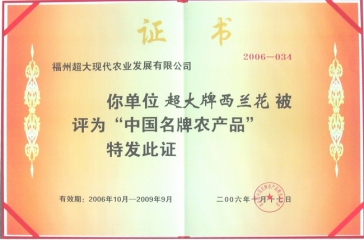 证 书
2006-034
福州超大现代农业发展有限公司
你单位 超大牌西兰花 被
评为“中国名牌农产品”
特发此证
有效期：2006年10月-2009年9月
二00六年十月十七日